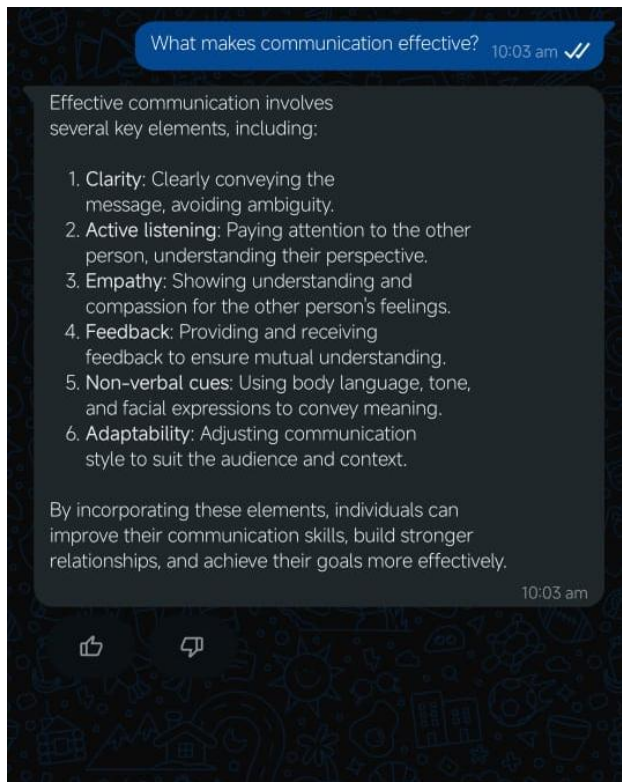 What makes communication effective? 10:03 am
Effective communication involves
several key elements, including:
1. Clarity: Clearly conveying the
message, avoiding ambiguity.
2. Active listening: Paying attention to the other
person, understanding their perspective.
3. Empathy: Showing understanding and
compassion for the other person's feelings.
4. Feedback: Providing and receiving
feedback to ensure mutual understanding.
5. Non-verbal cues: Using body language, tone,
and facial expressions to convey meaning.
6. Adaptability: Adjusting communication
style to suit the audience and context.
By incorporating these elements, individuals can
improve their communication skills, build stronger
relationships, and achieve their goals more effectively.
10:03 am